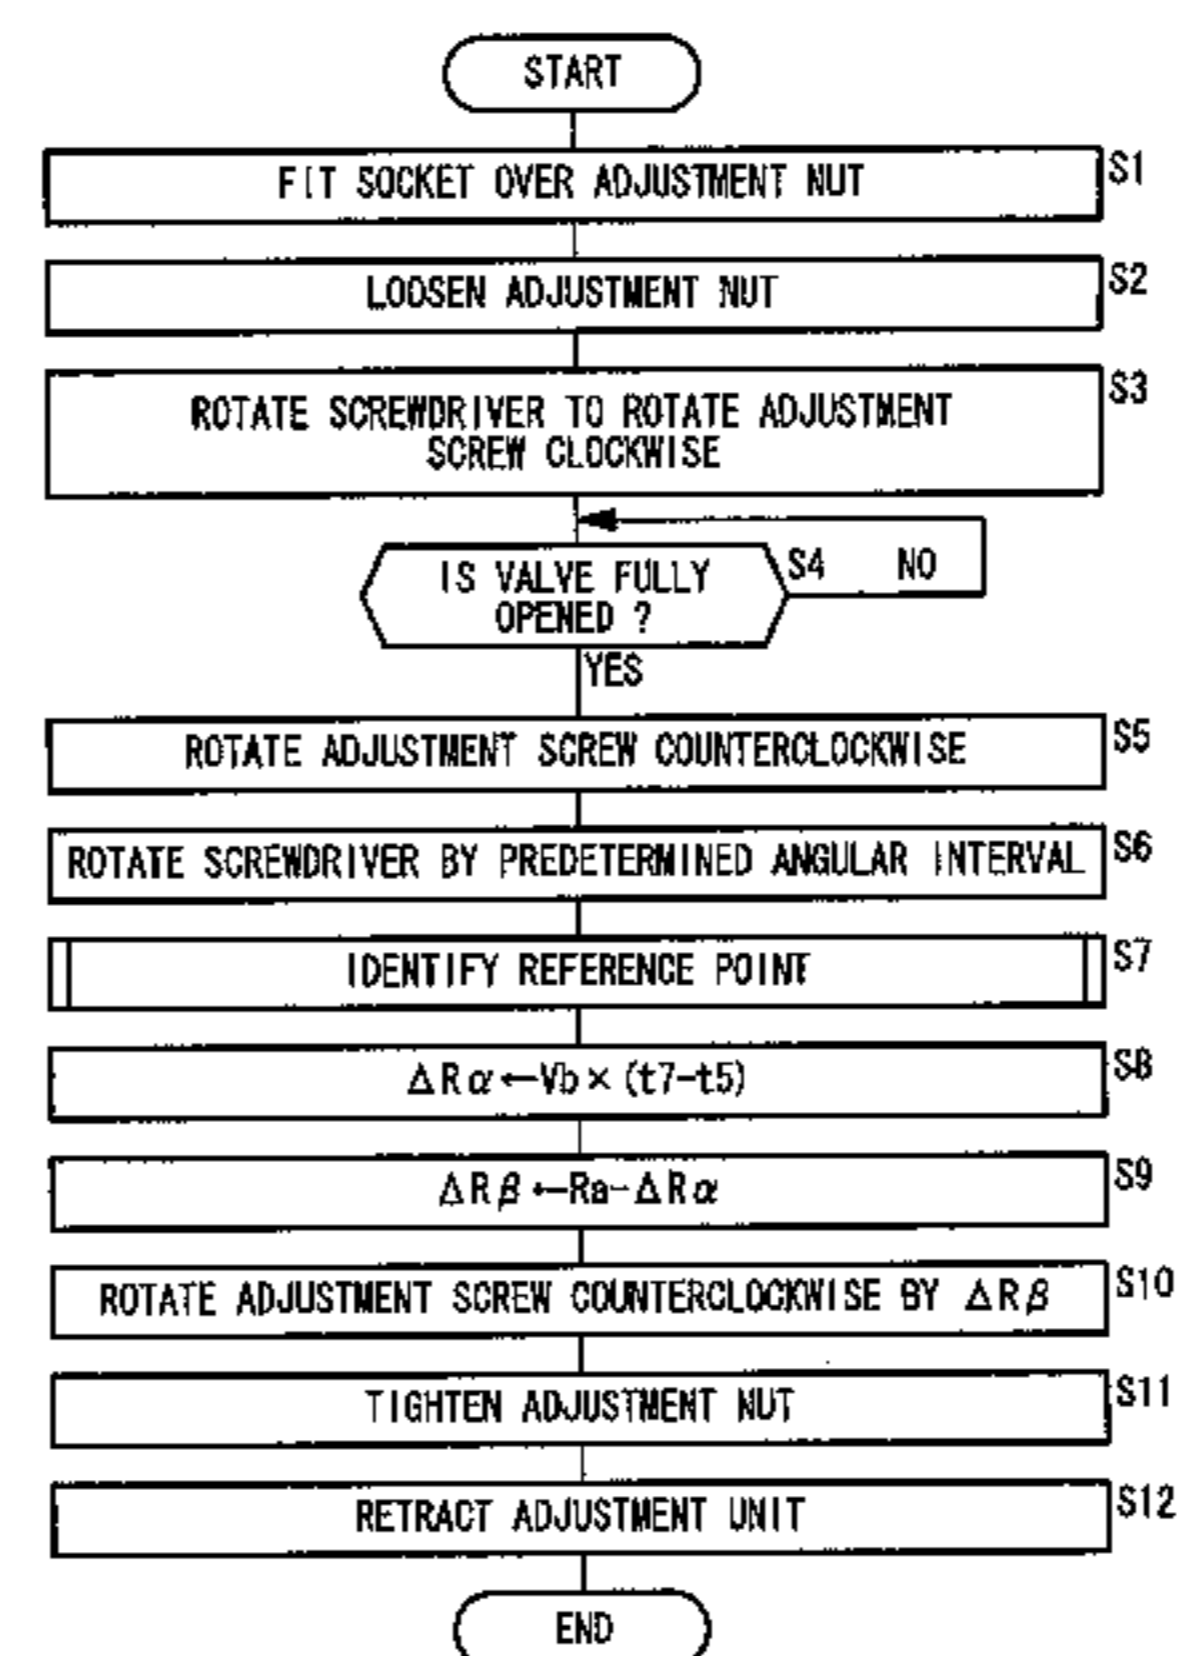 START
FIT SOCKET OVER ADJUSTMENT NUT S1
LOOSEN ADJUSTMENT NUT S2
ROTATE SCREWDRIVER TO ROTATE ADJUSTMENT S3
SCREW CLOCKWISE
IS VALVE FULLY S4 NO
OPENED ?
YES
ROTATE ADJUSTMENT SCREW COUNTERCLOCKWISE S5
ROTATE SCREWDRIVER BY PREDETERMINED ANGULAR INTERVAL S6
IDENTIFY REFERENCE POINT S7
ΔRα←Vb×(t7-t5) S8
ΔRβ←Ra-ΔRα S9
ROTATE ADJUSTMENT SCREW COUNTERCLOCKWISE BY ΔRβ S10
TIGHTEN ADJUSTMENT NUT S11
RETRACT ADJUSTMENT UNIT S12
END